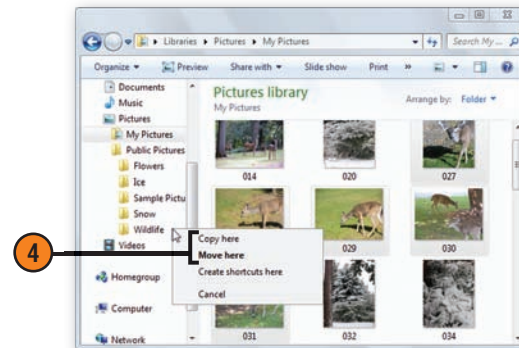 Libraries ▸ Pictures ▸ My Pictures
Search My ...
Organize Preview Share with Slide show Print »
Documents
Music
Pictures
My Pictures
Public Pictures
Flowers
Ice
Sample Pictu
Snow
Wildlife
Videos
Homegroup
Computer
Network
Pictures library
My Pictures
Arrange by: Folder
014 020 027
029 030
031 032 034
4
Copy here
Move here
Create shortcuts here
Cancel